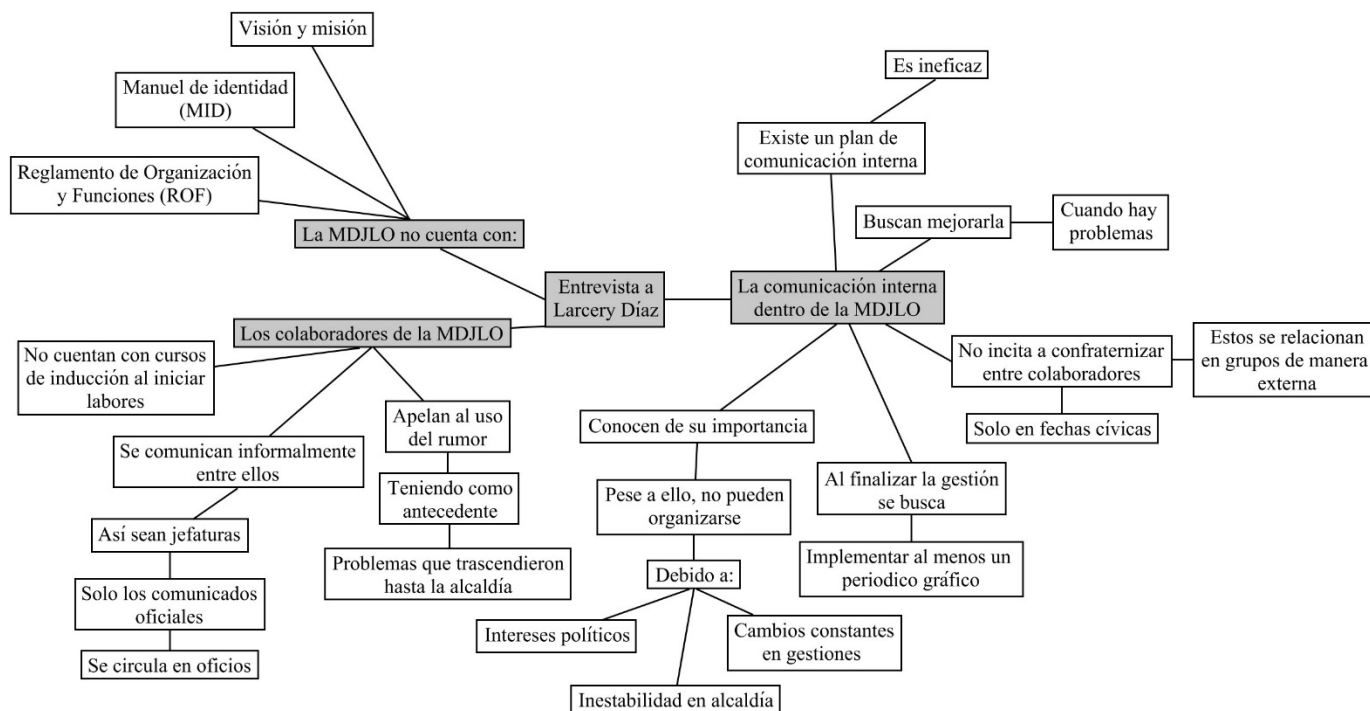 Visión y misión
Manuel de identidad
(MID)
Reglamento de Organización
y Funciones (ROF)
La MDJLO no cuenta con:
Entrevista a
Larcery Díaz
Los colaboradores de la MDJLO
No cuentan con cursos
de inducción al iniciar
labores
Se comunican informalmente
entre ellos
Así sean jefaturas
Solo los comunicados
oficiales
Se circula en oficios
Apelan al uso
del rumor
Teniendo como
antecedente
Problemas que trascendieron
hasta la alcaldía
La comunicación interna
dentro de la MDJLO
Es ineficaz
Existe un plan de
comunicación interna
Buscan mejorarla
Cuando hay
problemas
No incita a confraternizar
entre colaboradores
Estos se relacionan
en grupos de manera
externa
Solo en fechas cívicas
Conocen de su importancia
Pese a ello, no pueden
organizarse
Debido a:
Intereses políticos
Inestabilidad en alcaldía
Cambios constantes
en gestiones
Al finalizar la gestión
se busca
Implementar al menos un
periodico gráfico